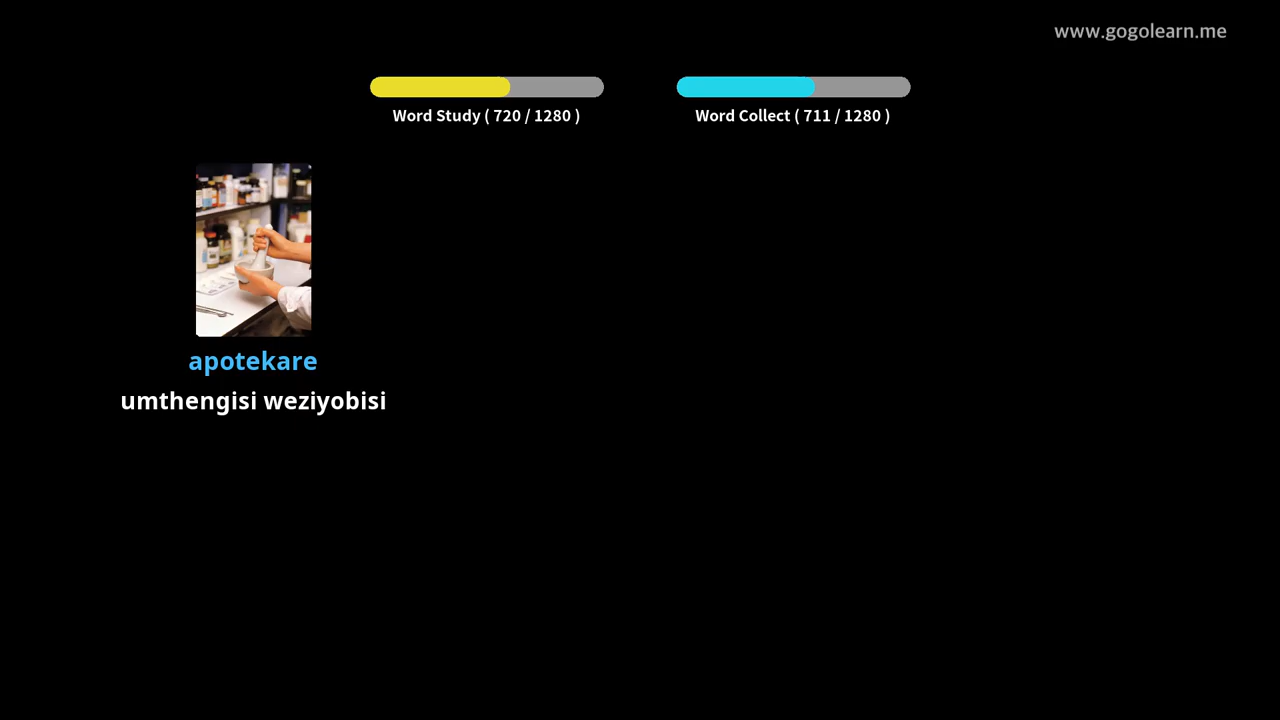 www.gogolearn.me
Word Study ( 720 / 1280 )
Word Collect ( 711 / 1280 )
apotekare
umthengisi weziyobisi